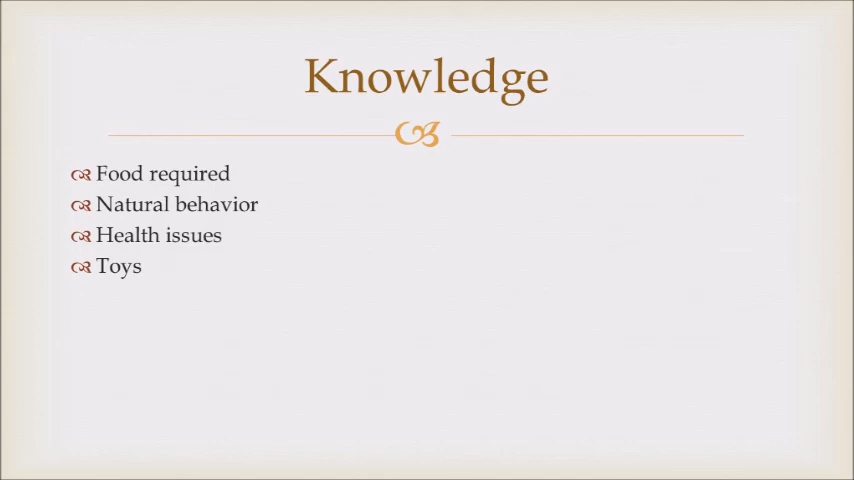 Knowledge
Food required
Natural behavior
Health issues
Toys